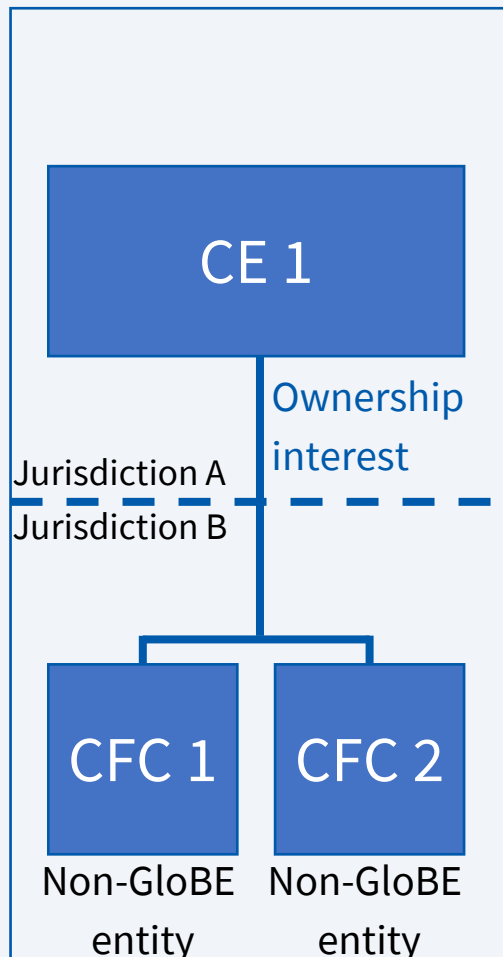 CE 1
Ownership
interest
Jurisdiction A
Jurisdiction B
CFC 1
CFC 2
Non-GloBE
entity
Non-GloBE
entity